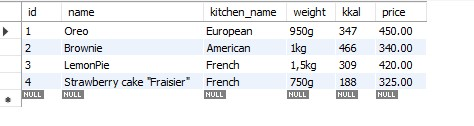 id name kitchen_name weight kkal price
1 Oreo European 950g 347 450.00
2 Brownie American 1kg 466 340.00
3 LemonPie French 1,5kg 309 420.00
4 Strawberry cake "Fraisier" French 750g 188 325.00
NULL NULL NULL NULL NULL NULL